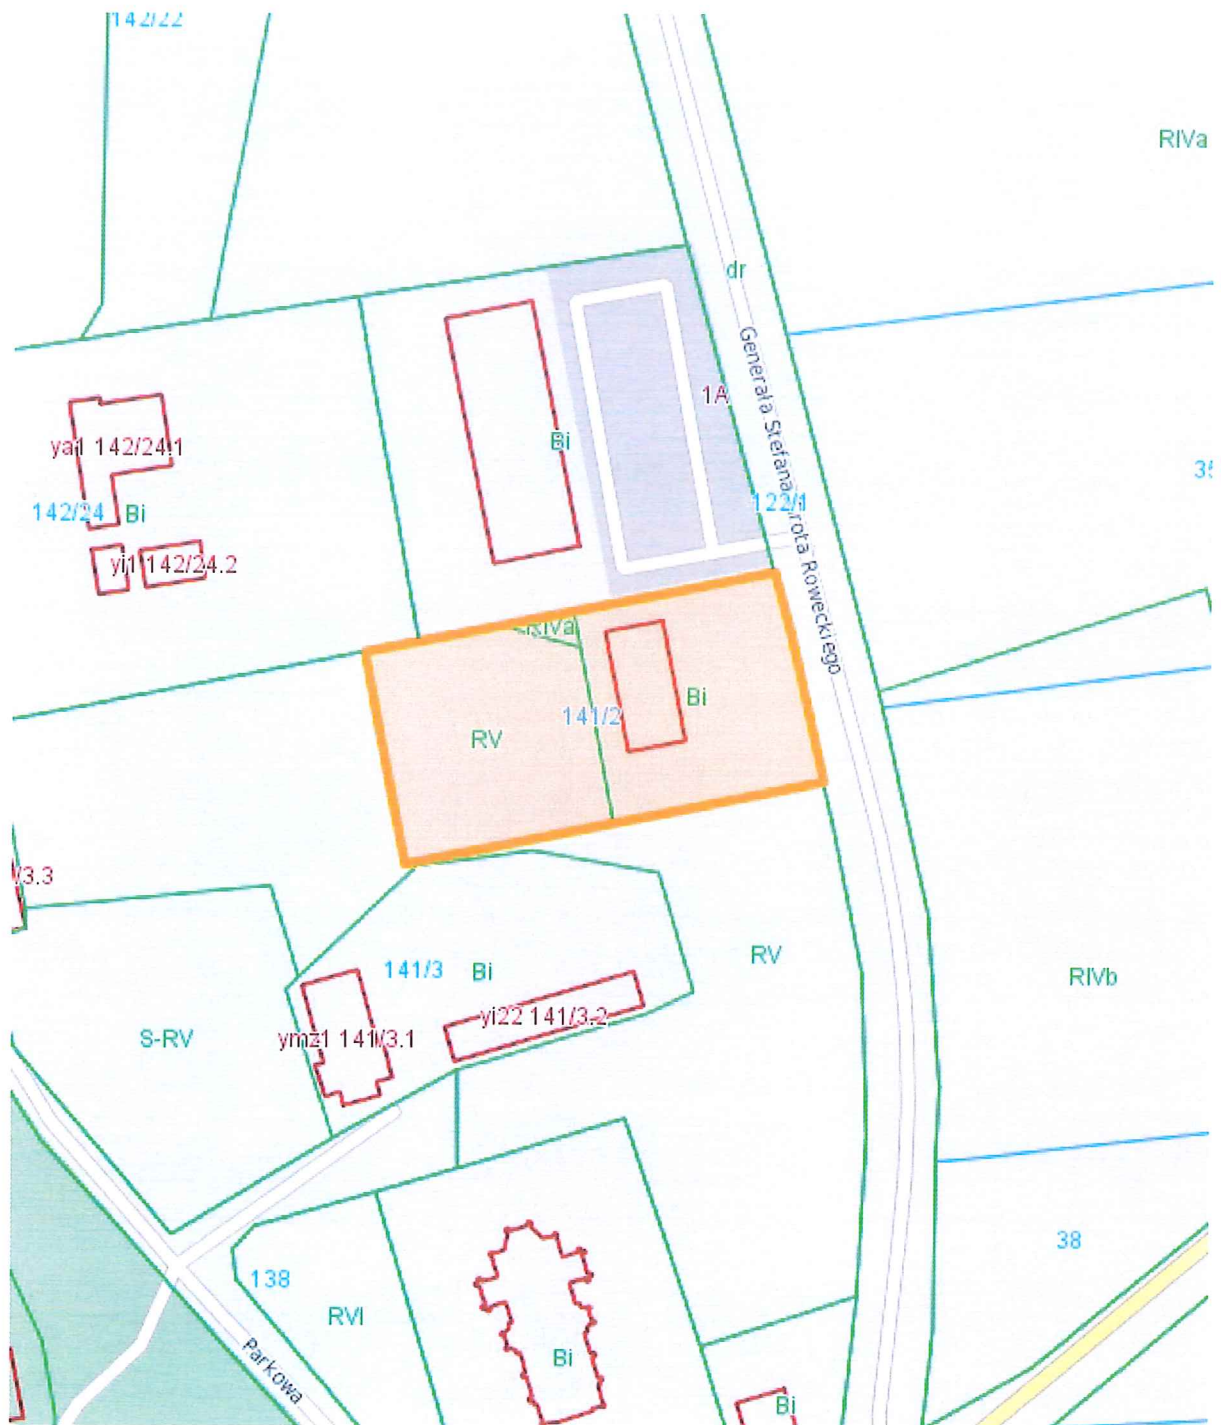 142/22
RIVa
dr
Generała Stefana Grota Roweckiego
1A
Bi
ya1 142/24.1
142/24
Bi
122/1
yi1 142/24.2
RIVa
Bi
141/2
RV
/3.3
RV
141/3
Bi
RIVb
yi22 141/3.2
S-RV
ymz1 141/3.1
38
138
RVI
Bi
Parkowa
Bi